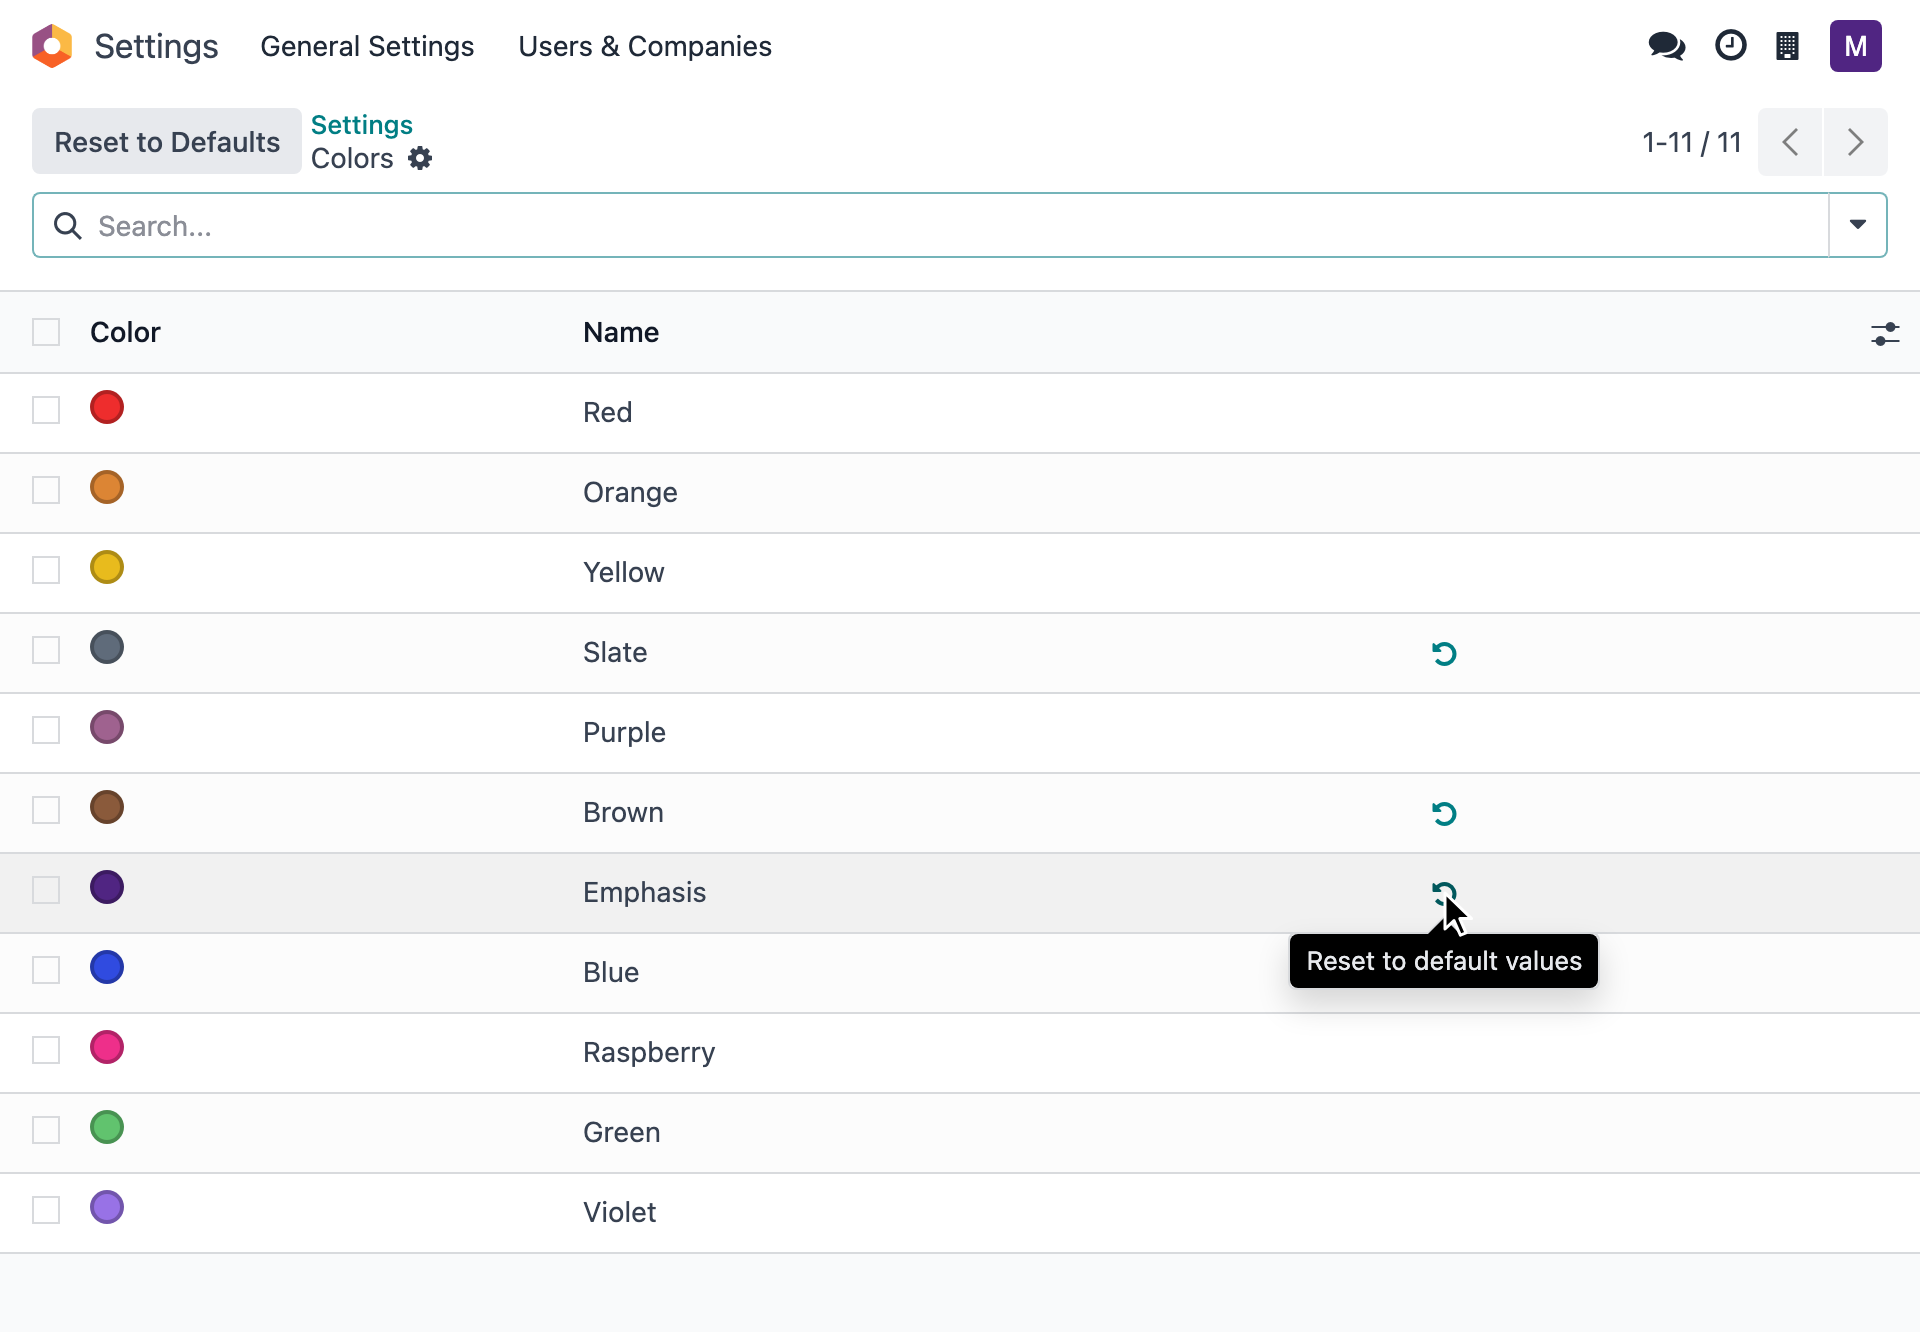 Settings General Settings Users & Companies M
Reset to Defaults Settings 1-11 / 11
Colors
Search...
Color Name
Red
Orange
Yellow
Slate
Purple
Brown
Emphasis
Reset to default values
Blue
Raspberry
Green
Violet